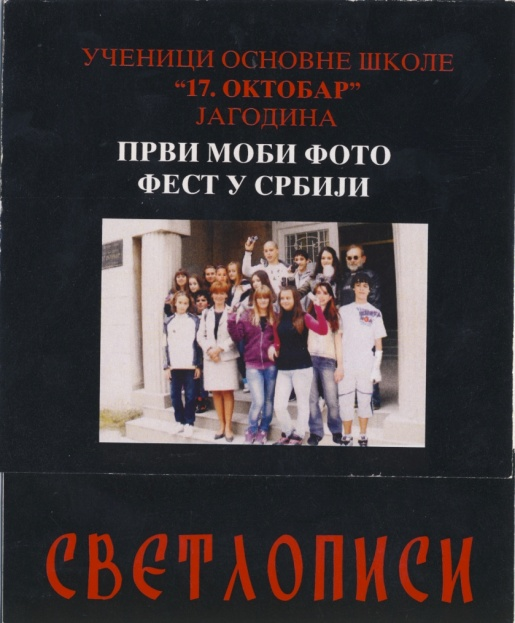 УЧЕНИЦИ ОСНОВНЕ ШКОЛЕ
“17. ОКТОБАР”
ЈАГОДИНА
ПРВИ МОБИ ФОТО
ФЕСТ У СРБИЈИ
СВЕТЛОПИСИ